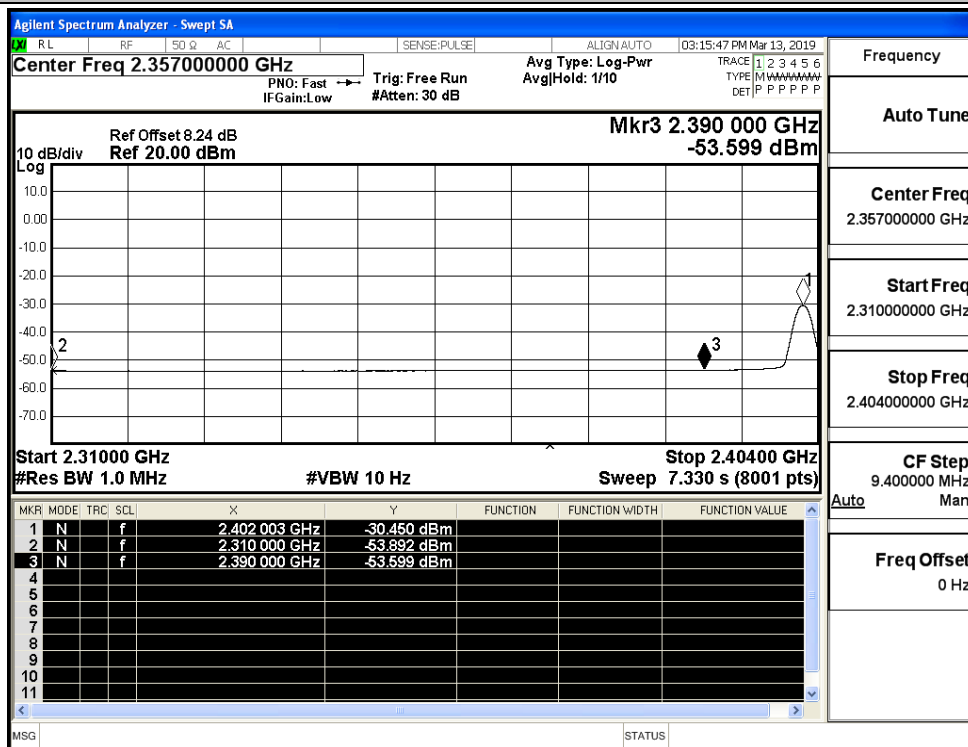 Agilent Spectrum Analyzer - Swept SA
LXI RL RF 50 Ω AC SENSE:PULSE ALIGN AUTO 03:15:47 PM Mar 13, 2019
Center Freq 2.357000000 GHz
PNO: Fast
IFGain:Low
Trig: Free Run
#Atten: 30 dB
Avg Type: Log-Pwr
Avg|Hold: 1/10
TRACE 1 2 3 4 5 6
TYPE M WWWWW
DET P P P P P P
Ref Offset 8.24 dB
10 dB/div Ref 20.00 dBm
Log
Mkr3 2.390 000 GHz
-53.599 dBm
10.0
0.00
-10.0
-20.0
-30.0
-40.0
-50.0
-60.0
-70.0
1
2
3
Start 2.31000 GHz Stop 2.40400 GHz
#Res BW 1.0 MHz #VBW 10 Hz Sweep 7.330 s (8001 pts)
MKR MODE TRC SCL X Y FUNCTION FUNCTION WIDTH FUNCTION VALUE
1 N f 2.402 003 GHz -30.450 dBm
2 N f 2.310 000 GHz -53.892 dBm
3 N f 2.390 000 GHz -53.599 dBm
4
5
6
7
8
9
10
11
MSG STATUS
Frequency
Auto Tune
Center Freq
2.357000000 GHz
Start Freq
2.310000000 GHz
Stop Freq
2.404000000 GHz
CF Step
9.400000 MHz
Auto Man
Freq Offset
0 Hz